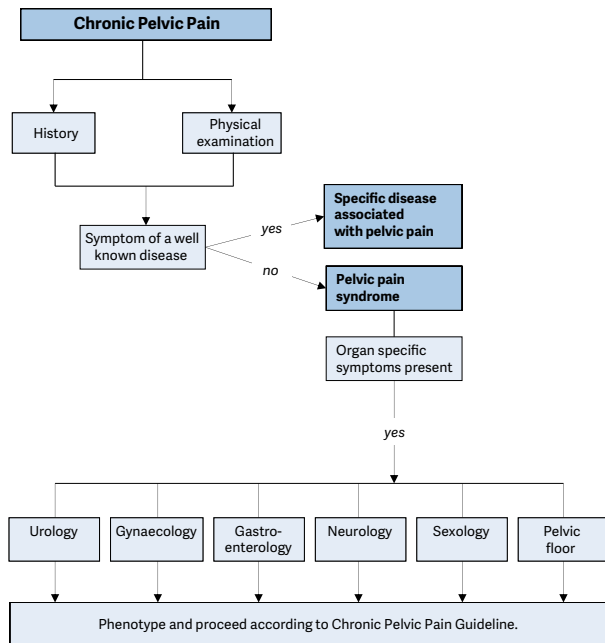 Chronic Pelvic Pain
History
Physical
examination
Symptom of a well
known disease
yes
Specific disease
associated
with pelvic pain
no
Pelvic pain
syndrome
Organ specific
symptoms present
yes
Urology
Gynaecology
Gastro-
enterology
Neurology
Sexology
Pelvic
floor
Phenotype and proceed according to Chronic Pelvic Pain Guideline.